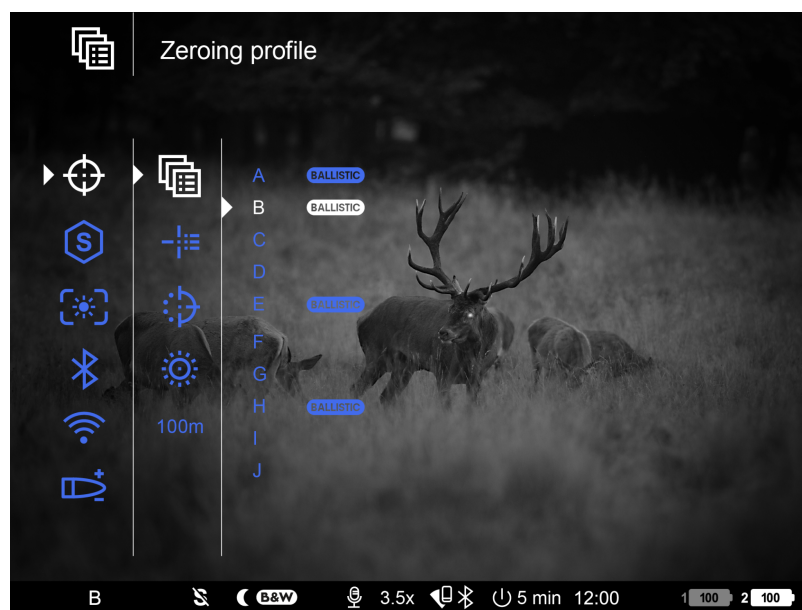 Zeroing profile
A BALLISTIC
B BALLISTIC
C
S
D
E BALLISTIC
F
G
H BALLISTIC
100m
I
J
B S B&W 3.5x 5 min 12:00 1 100 2 100